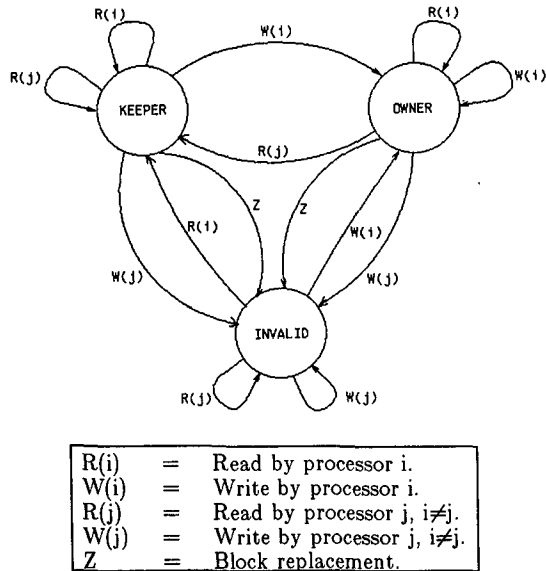 R(i)
R(i)
W(i)
R(j)
W(i)
KEEPER
OWNER
R(j)
Z
Z
R(i)
W(i)
W(j)
W(j)
INVALID
R(j)
W(j)
R(i) = Read by processor i.
W(i) = Write by processor i.
R(j) = Read by processor j, i≠j.
W(j) = Write by processor j, i≠j.
Z = Block replacement.